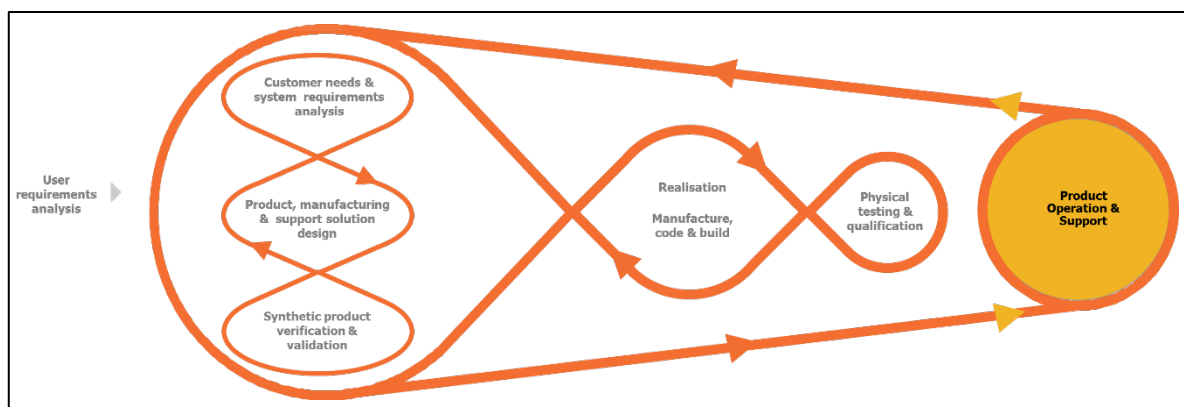 User
requirements
analysis
Customer needs &
system requirements
analysis
Product, manufacturing
& support solution
design
Synthetic product
verification &
validation
Realisation
Manufacture,
code & build
Physical
testing &
qualification
Product
Operation &
Support